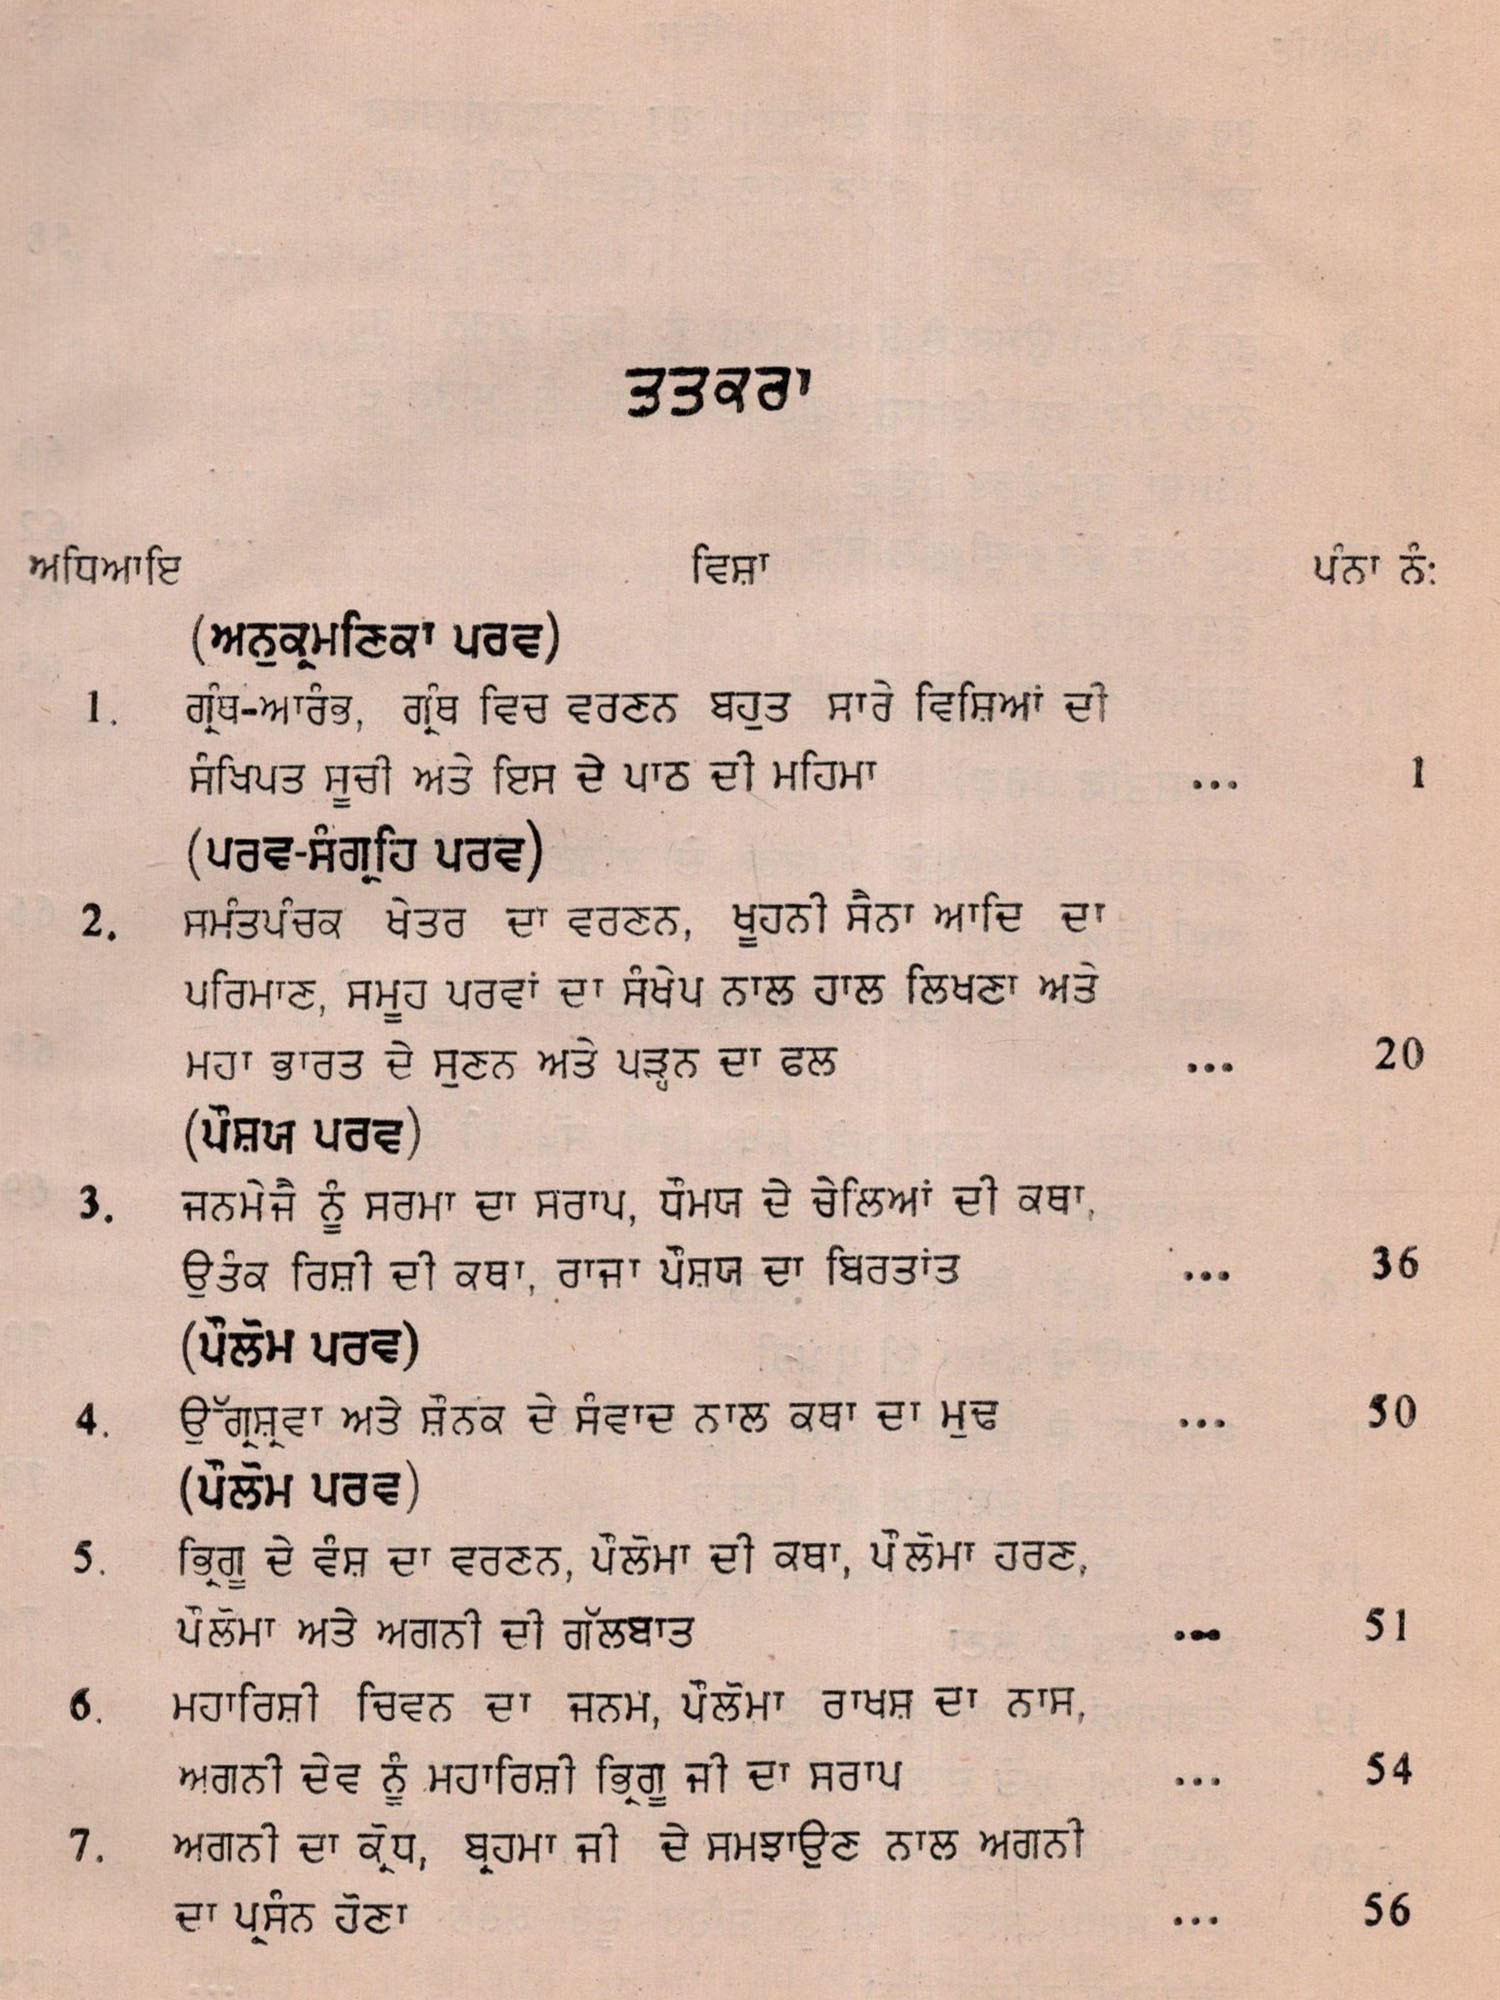 ਤਤਕਰਾ
ਅਧਿਆਇ ਵਿਸ਼ਾ ਪੰਨਾ ਨੰ:
(ਅਨੁਕ੍ਰਮਣਿਕਾ ਪਰਵ)
1. ਗ੍ਰੰਥ-ਆਰੰਭ, ਗ੍ਰੰਥ ਵਿਚ ਵਰਣਨ ਬਹੁਤ ਸਾਰੇ ਵਿਸ਼ਿਆਂ ਦੀ
ਸੰਖਿਪਤ ਸੂਚੀ ਅਤੇ ਇਸ ਦੇ ਪਾਠ ਦੀ ਮਹਿਮਾ ... 1
(ਪਰਵ-ਸੰਗ੍ਰਹਿ ਪਰਵ)
2. ਸਮੰਤਪੰਚਕ ਖੇਤਰ ਦਾ ਵਰਣਨ, ਖੂਹਨੀ ਸੈਨਾ ਆਦਿ ਦਾ
ਪਰਿਮਾਣ, ਸਮੂਹ ਪਰਵਾਂ ਦਾ ਸੰਖੇਪ ਨਾਲ ਹਾਲ ਲਿਖਣਾ ਅਤੇ
ਮਹਾ ਭਾਰਤ ਦੇ ਸੁਣਨ ਅਤੇ ਪੜ੍ਹਨ ਦਾ ਫਲ ... 20
(ਪੌਸ਼ਯ ਪਰਵ)
3. ਜਨਮੇਜੈ ਨੂੰ ਸਰਮਾ ਦਾ ਸਰਾਪ, ਧੌਮਯ ਦੇ ਚੇਲਿਆਂ ਦੀ ਕਥਾ,
ਉਤੰਕ ਰਿਸ਼ੀ ਦੀ ਕਥਾ, ਰਾਜਾ ਪੌਸ਼ਯ ਦਾ ਬਿਰਤਾਂਤ ... 36
(ਪੌਲੋਮ ਪਰਵ)
4. ਉੱਗ੍ਰਸ਼੍ਰਵਾ ਅਤੇ ਸ਼ੌਨਕ ਦੇ ਸੰਵਾਦ ਨਾਲ ਕਥਾ ਦਾ ਮੁਢ ... 50
(ਪੌਲੋਮ ਪਰਵ)
5. ਭ੍ਰਿਗੂ ਦੇ ਵੰਸ਼ ਦਾ ਵਰਣਨ, ਪੌਲੋਮਾ ਦੀ ਕਥਾ, ਪੌਲੋਮਾ ਹਰਣ,
ਪੌਲੋਮਾ ਅਤੇ ਅਗਨੀ ਦੀ ਗੱਲਬਾਤ ... 51
6. ਮਹਾਰਿਸ਼ੀ ਚਿਵਨ ਦਾ ਜਨਮ, ਪੌਲੋਮਾ ਰਾਖਸ਼ ਦਾ ਨਾਸ,
ਅਗਨੀ ਦੇਵ ਨੂੰ ਮਹਾਰਿਸ਼ੀ ਭ੍ਰਿਗੂ ਜੀ ਦਾ ਸਰਾਪ ... 54
7. ਅਗਨੀ ਦਾ ਕ੍ਰੋਧ, ਬ੍ਰਹਮਾ ਜੀ ਦੇ ਸਮਝਾਉਣ ਨਾਲ ਅਗਨੀ
ਦਾ ਪ੍ਰਸੰਨ ਹੋਣਾ ... 56